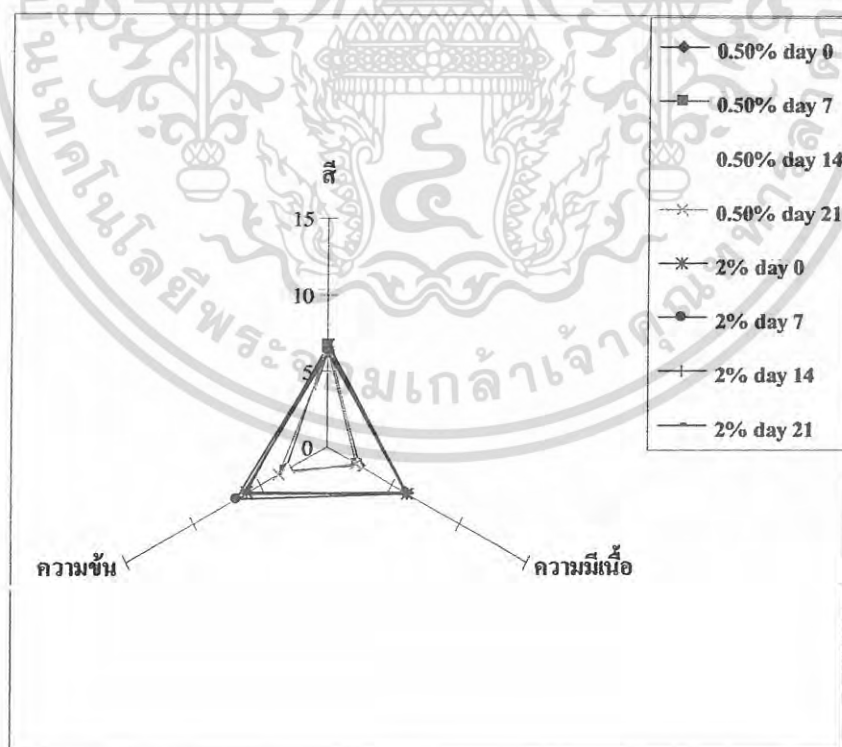 สี
15
10
5
0
ความข้น
ความมีเนื้อ
0.50% day 0
0.50% day 7
0.50% day 14
0.50% day 21
2% day 0
2% day 7
2% day 14
2% day 21